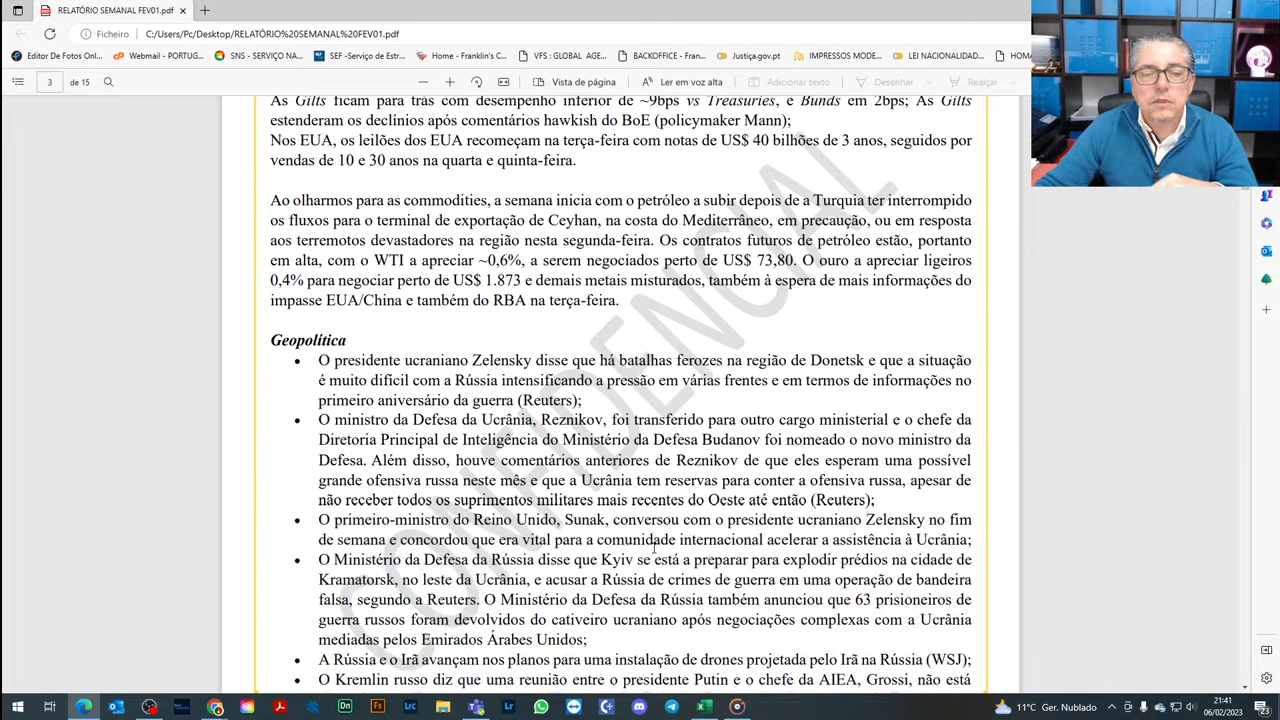 RELATÓRIO SEMANAL FEV01.pdf
Ficheiro
C:/Users/Pc/Desktop/RELATÓRIO%20SEMANAL%20FEV01.pdf
Editor De Fotos Onl...
Webmail - PORTUG...
SNS - SERVIÇO NA...
SEF -Serviço de Estr...
Home - Franklin's C...
VFS : GLOBAL AGE...
BACKOFFICE - Frank...
Justiça.gov.pt
IMPRESSOS MODE...
LEI NACIONALIDAD...
HOMA
3 de 15
Vista de página
Ler em voz alta
Adicionar texto
Desenhar
Realçar
As Gilts ficam para trás com desempenho inferior de ~9bps vs Treasuries, e Bunds em 2bps; As Gilts
estenderam os declínios após comentários hawkish do BoE (policymaker Mann);
Nos EUA, os leilões dos EUA recomeçam na terça-feira com notas de US$ 40 bilhões de 3 anos, seguidos por
vendas de 10 e 30 anos na quarta e quinta-feira.
Ao olharmos para as commodities, a semana inicia com o petróleo a subir depois de a Turquia ter interrompido
os fluxos para o terminal de exportação de Ceyhan, na costa do Mediterrâneo, em precaução, ou em resposta
aos terremotos devastadores na região nesta segunda-feira. Os contratos futuros de petróleo estão, portanto
em alta, com o WTI a apreciar ~0,6%, a serem negociados perto de US$ 73,80. O ouro a apreciar ligeiros
0,4% para negociar perto de US$ 1.873 e demais metais misturados, também à espera de mais informações do
impasse EUA/China e também do RBA na terça-feira.
Geopolítica
• O presidente ucraniano Zelensky disse que há batalhas ferozes na região de Donetsk e que a situação
é muito difícil com a Rússia intensificando a pressão em várias frentes e em termos de informações no
primeiro aniversário da guerra (Reuters);
• O ministro da Defesa da Ucrânia, Reznikov, foi transferido para outro cargo ministerial e o chefe da
Diretoria Principal de Inteligência do Ministério da Defesa Budanov foi nomeado o novo ministro da
Defesa. Além disso, houve comentários anteriores de Reznikov de que eles esperam uma possível
grande ofensiva russa neste mês e que a Ucrânia tem reservas para conter a ofensiva russa, apesar de
não receber todos os suprimentos militares mais recentes do Oeste até então (Reuters);
• O primeiro-ministro do Reino Unido, Sunak, conversou com o presidente ucraniano Zelensky no fim
de semana e concordou que era vital para a comunidade internacional acelerar a assistência à Ucrânia;
• O Ministério da Defesa da Rússia disse que Kyiv se está a preparar para explodir prédios na cidade de
Kramatorsk, no leste da Ucrânia, e acusar a Rússia de crimes de guerra em uma operação de bandeira
falsa, segundo a Reuters. O Ministério da Defesa da Rússia também anunciou que 63 prisioneiros de
guerra russos foram devolvidos do cativeiro ucraniano após negociações complexas com a Ucrânia
mediadas pelos Emirados Árabes Unidos;
• A Rússia e o Irã avançam nos planos para uma instalação de drones projetada pelo Irã na Rússia (WSJ);
• O Kremlin russo diz que uma reunião entre o presidente Putin e o chefe da AIEA, Grossi, não está
CONFIDENCIAL
11°C Ger. Nublado
21:41
06/02/2023